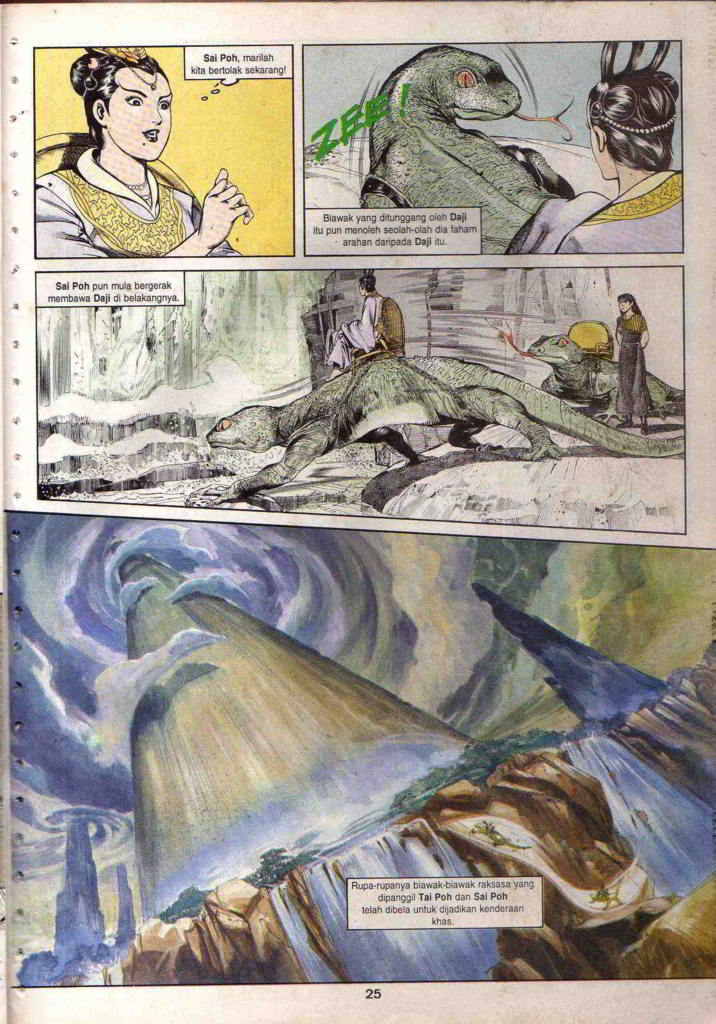 Sai Poh, marilah
kita bertolak sekarang!
ZEE!
Biawak yang ditunggang oleh Daji
itu pun menoleh seolah-olah dia faham
arahan daripada Daji itu.
Sai Poh pun mula bergerak
membawa Daji di belakangnya.
Rupa-rupanya biawak-biawak raksasa yang
dipanggil Tai Poh dan Sai Poh
telah dibela untuk dijadikan kenderaan
khas.
25